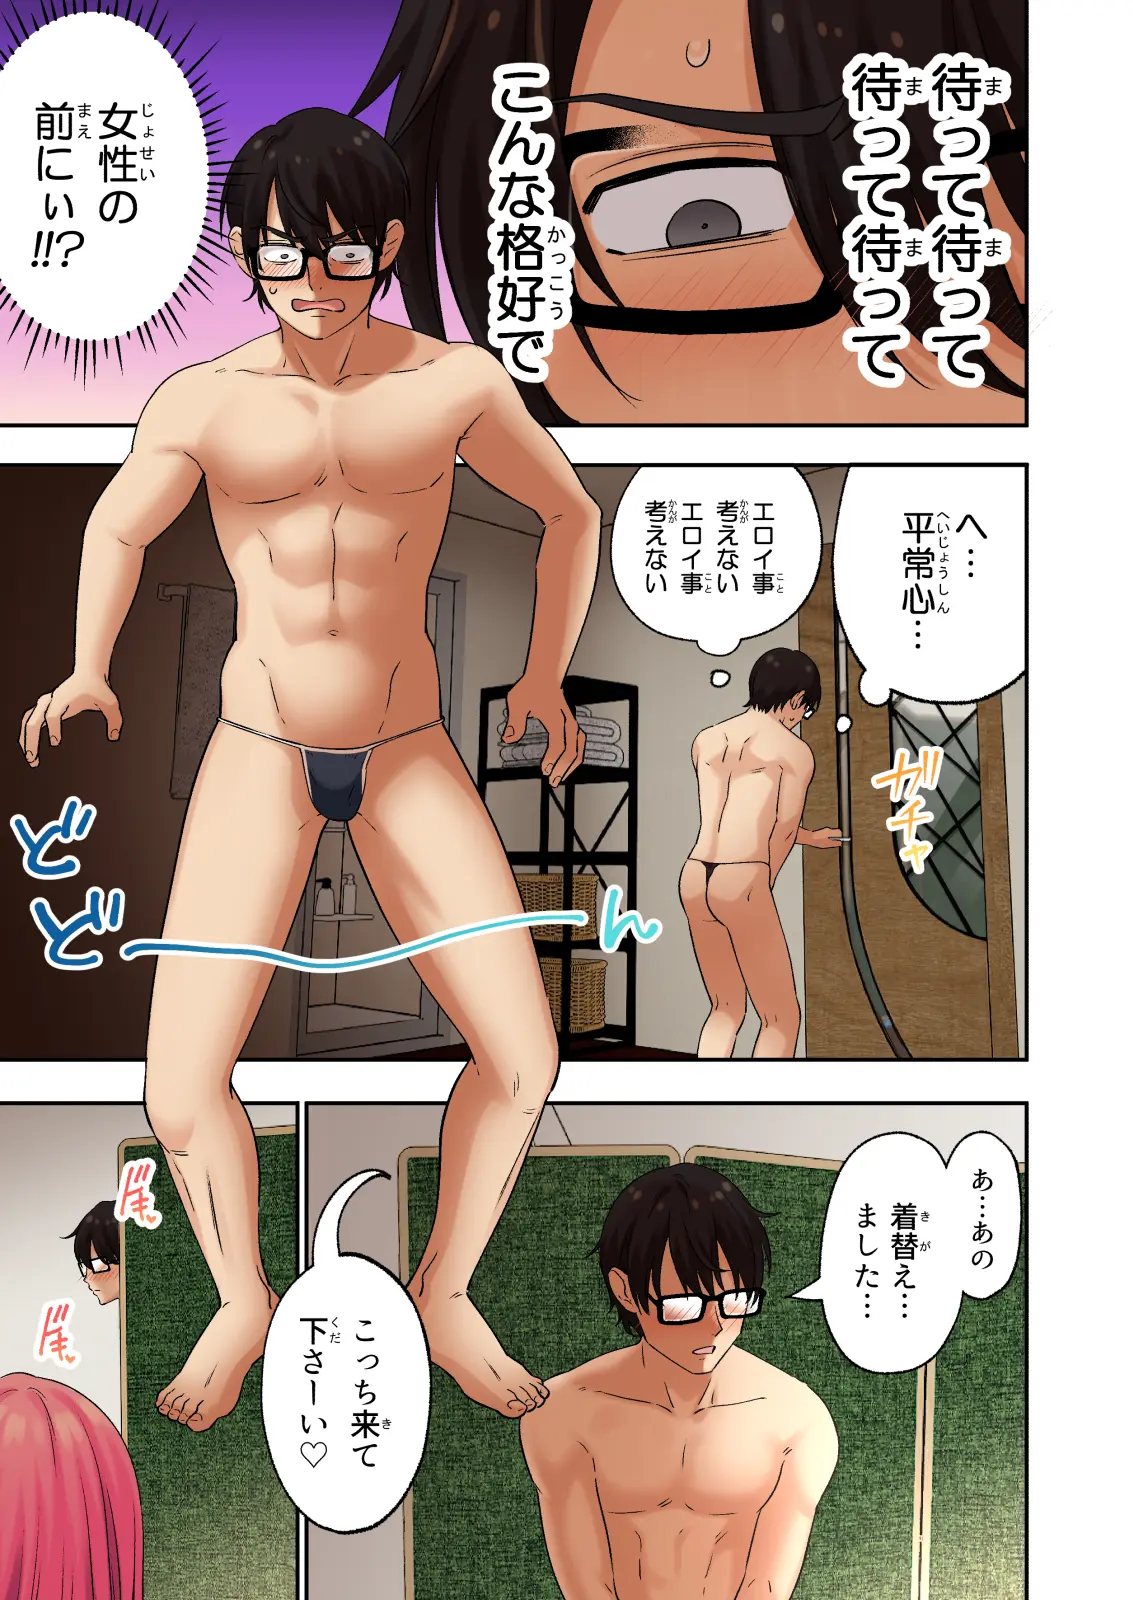 待って待って
待って待って
こんな格好で
女性の
前にぃ!!?
へ…
平常心…
エロイ事
考えない
エロイ事
考えない
ガチャ
どど〜ん
あ…あの
着替え…
ました…
こっち来て
下さーい♡
ドキ
ドキ